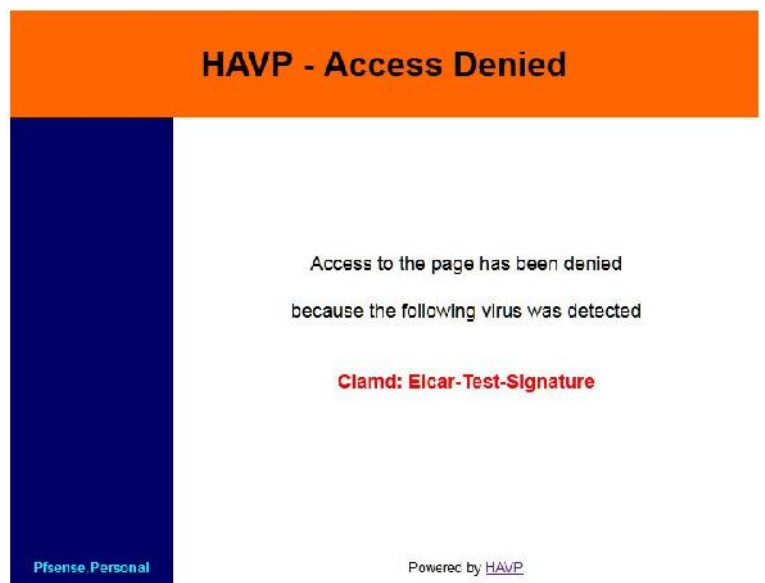 HAVP - Access Denied
Access to the page has been denied
because the following virus was detected
Clamd: Eicar-Test-Signature
Pfsense.Personal
Powered by HAVP